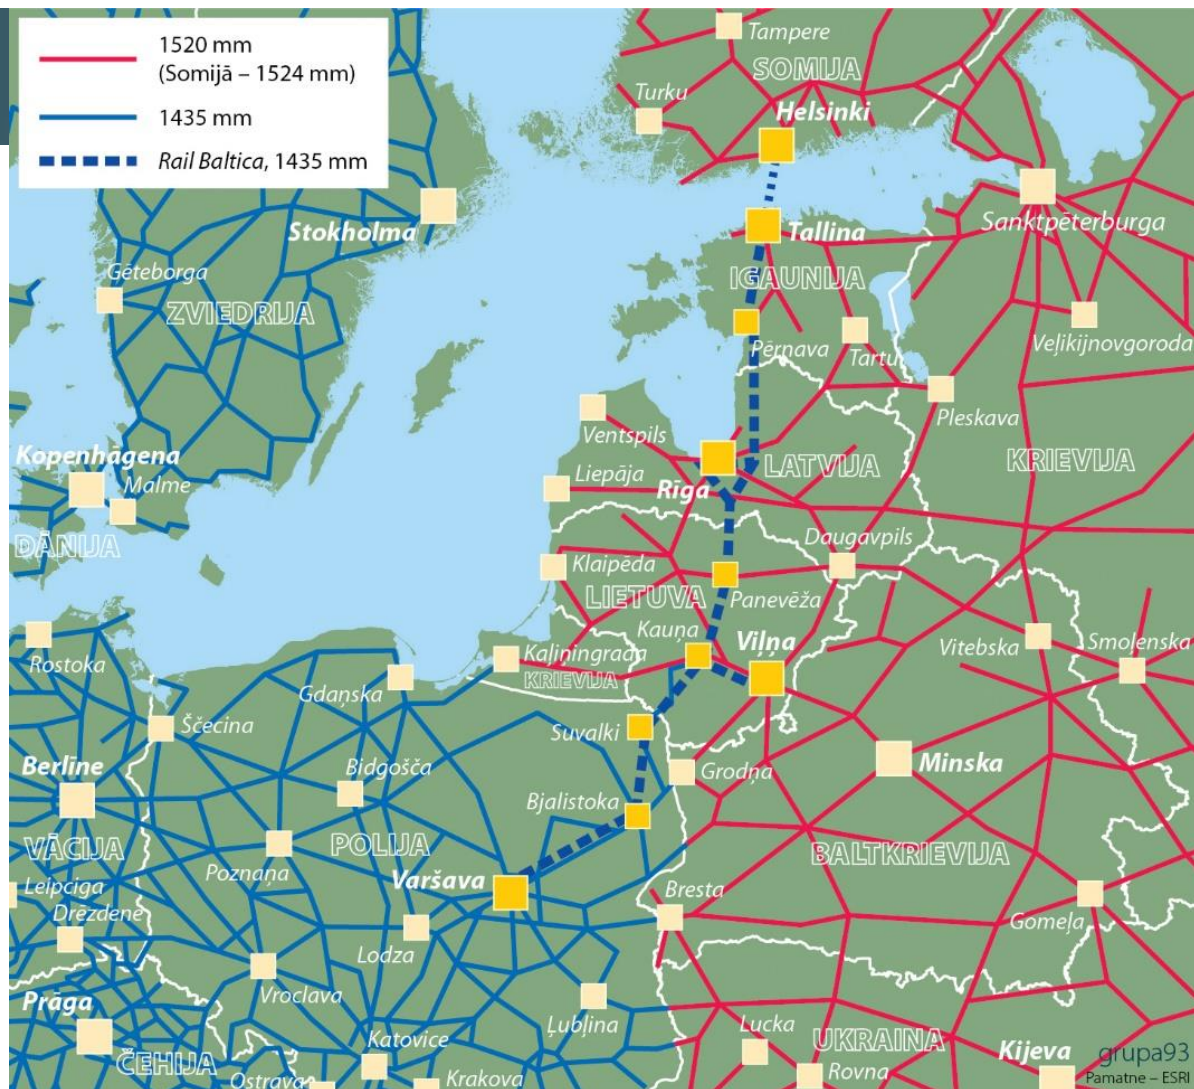 1520 mm
(Somijā – 1524 mm)
1435 mm
Rail Baltica, 1435 mm
Tampere
SOMIJA
Turku
Helsinki
Stokholma
Tallina
Sanktpēterburga
Gēteborga
ZVIEDRIJA
IGAUNIJA
Pērnava
Tartu
Veļikijnovgoroda
Ventspils
Pleskava
Kopenhāgena
Malme
Liepāja
Rīga
LATVIJA
KRIEVIJA
DĀNIJA
Klaipēda
LIETUVA
Daugavpils
Panevēža
Kauņa
Viļņa
Vitebska
Smoļenska
Rostoka
Gdaņska
Kaļiņingrada
KRIEVIJA
Ščecina
Suvalki
Berlīne
Bidgošča
Grodņa
Minska
Bjalistoka
VĀCIJA
POLIJA
BALTKRIEVIJA
Poznaņa
Varšava
Leipciga
Drēzdene
Bresta
Gomeļa
Lodza
Prāga
Vroclava
Ļubļina
ČEHIJA
Katovice
Lucka
UKRAINA
Kijeva
grupa93
Ostrava
Krakova
Rovna
Pamatne – ESRI